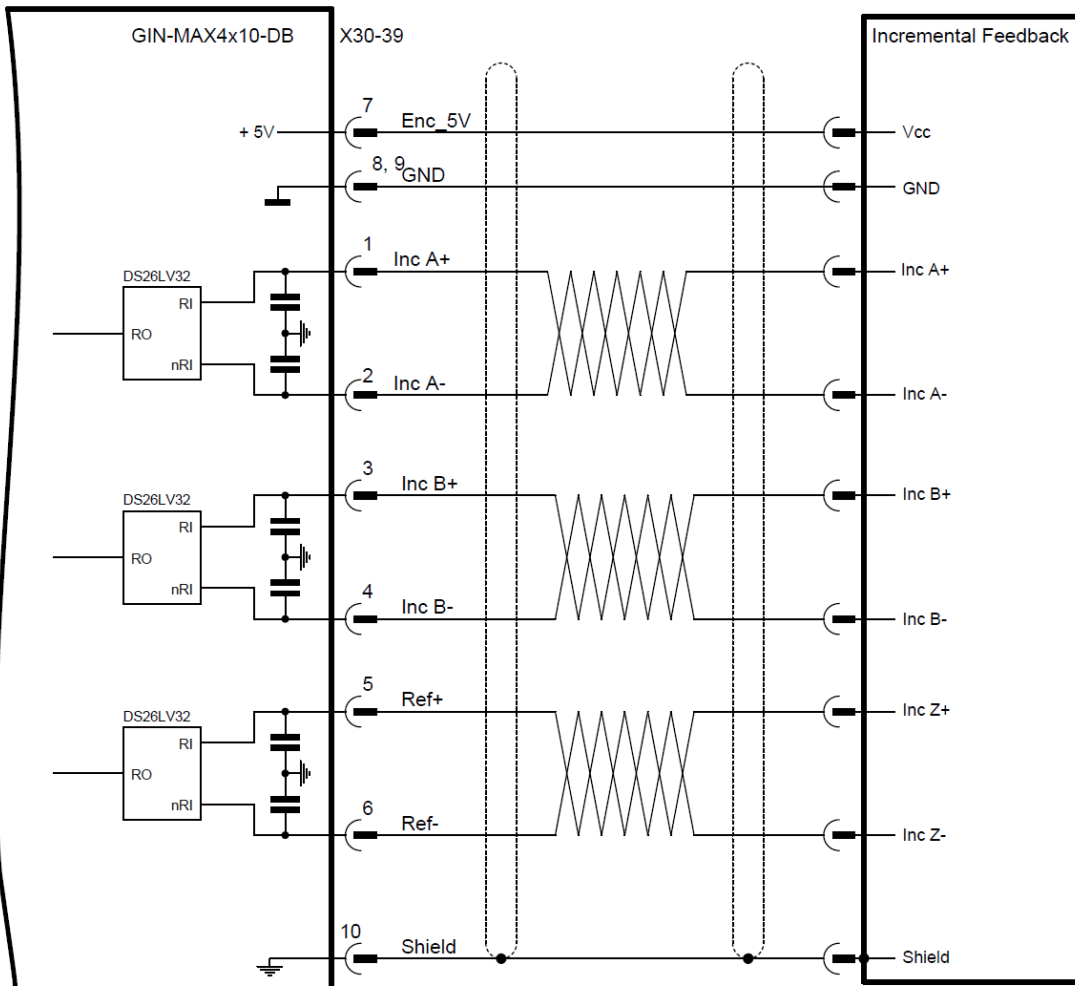 GIN-MAX4x10-DB
X30-39
Incremental Feedback
+ 5V
7
Enc_5V
Vcc
8, 9
GND
GND
1
Inc A+
Inc A+
DS26LV32
RI
RO
nRI
2
Inc A-
Inc A-
3
Inc B+
Inc B+
DS26LV32
RI
RO
nRI
4
Inc B-
Inc B-
5
Ref+
Inc Z+
DS26LV32
RI
RO
nRI
6
Ref-
Inc Z-
10
Shield
Shield